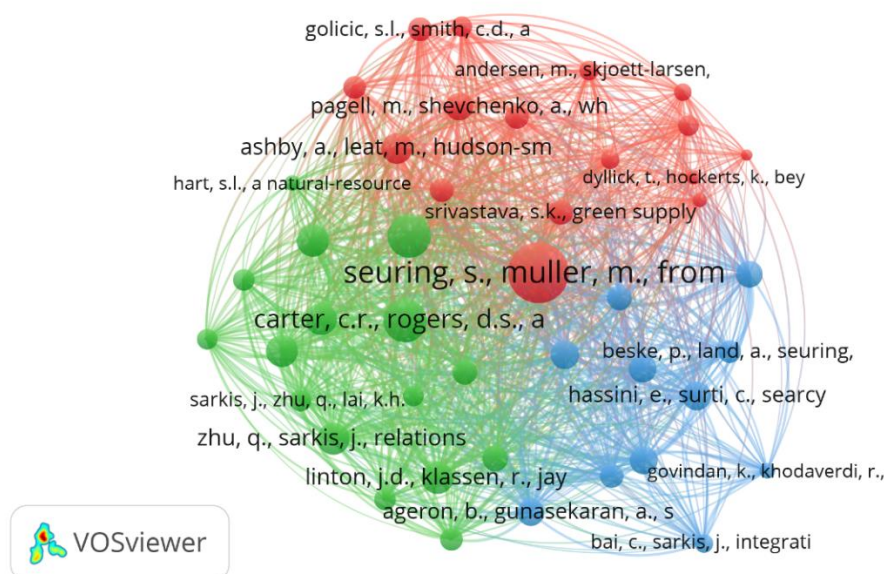 golicic, s.l., smith, c.d., a
andersen, m., skjoett-larsen,
pagell, m., shevchenko, a., wh
ashby, a., leat, m., hudson-sm
hart, s.l., a natural-resource
dyllick, t., hockerts, k., bey
srivastava, s.k., green supply
seuring, s., muller, m., from
carter, c.r., rogers, d.s., a
beske, p., land, a., seuring,
hassini, e., surti, c., searcy
sarkis, j., zhu, q., lai, k.h.
zhu, q., sarkis, j., relations
linton, j.d., klassen, r., jay
govindan, k., khodaverdi, r.,
ageron, b., gunasekaran, a., s
bai, c., sarkis, j., integrati
VOSviewer